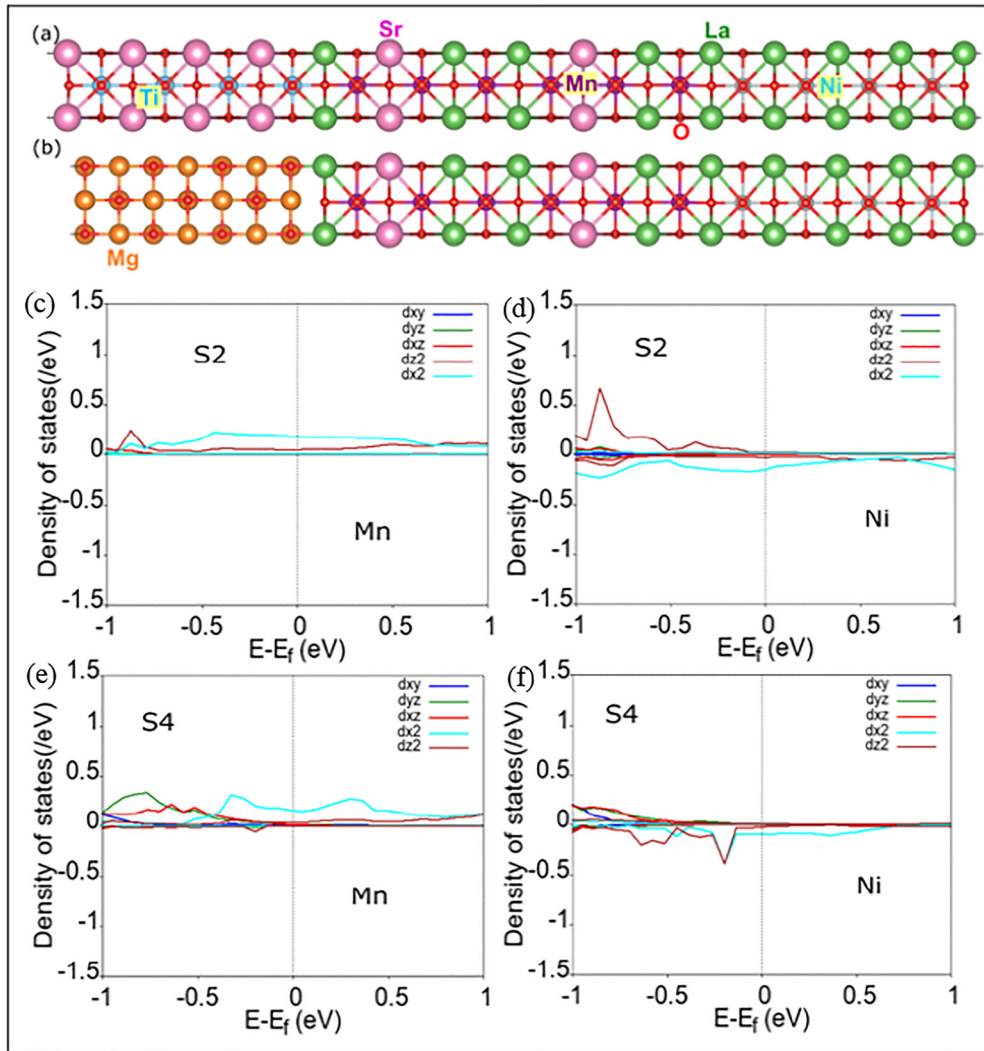 (a)
Sr
La
Ti
Mn
Ni
O
(b)
Mg
(c)
1.5
1
0.5
0
-0.5
-1
-1.5
Density of states(/eV)
S2
dxy
dyz
dxz
dz2
dx2
Mn
-1
-0.5
0
0.5
1
E-Ef (eV)
(d)
1.5
1
0.5
0
-0.5
-1
-1.5
Density of states(/eV)
S2
dxy
dyz
dxz
dz2
dx2
Ni
-1
-0.5
0
0.5
1
E-Ef (eV)
(e)
1.5
1
0.5
0
-0.5
-1
-1.5
Density of states(/eV)
S4
dxy
dyz
dxz
dx2
dz2
Mn
-1
-0.5
0
0.5
1
E-Ef (eV)
(f)
1.5
1
0.5
0
-0.5
-1
-1.5
Density of states(/eV)
S4
dxy
dyz
dxz
dx2
dz2
Ni
-1
-0.5
0
0.5
1
E-Ef (eV)